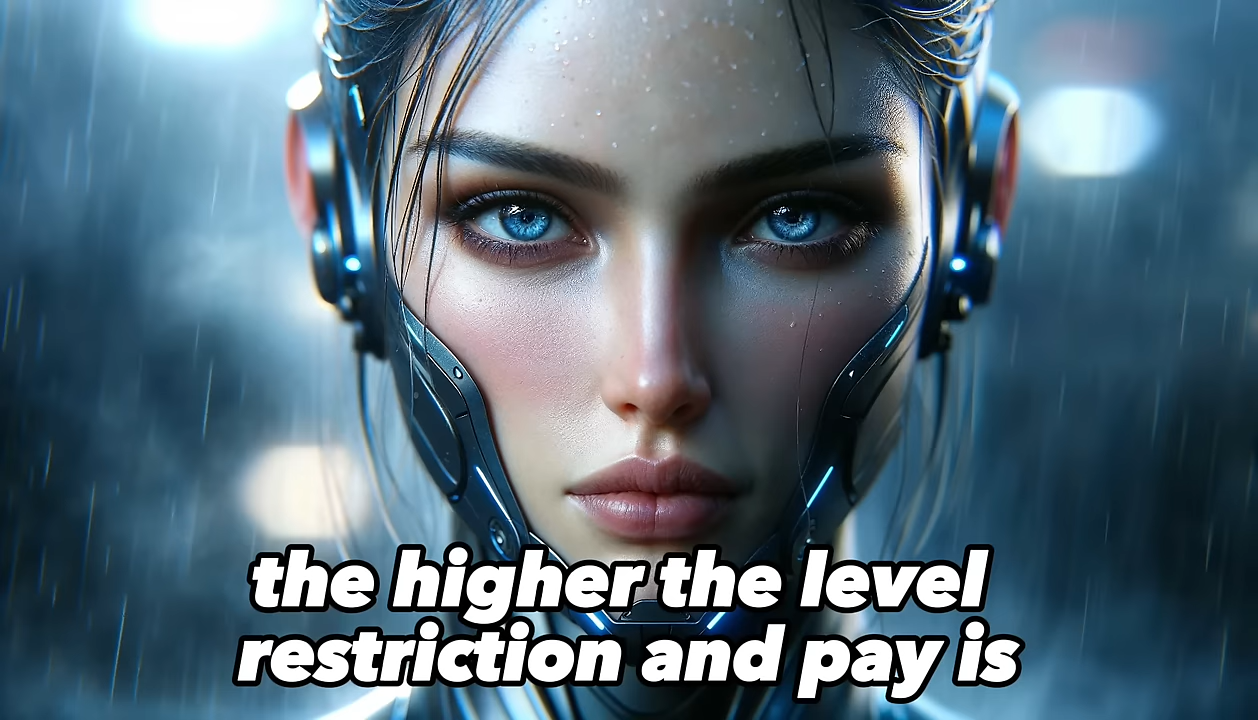 the higher the level
restriction and pay is